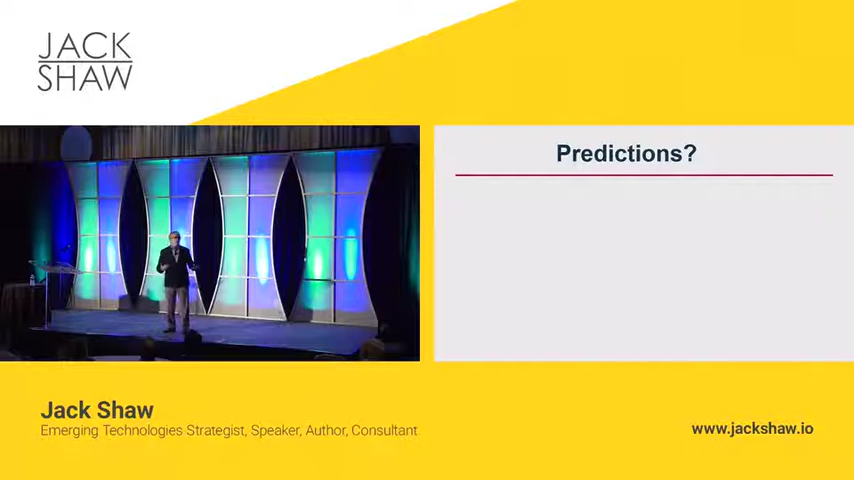 JACK
SHAW
Predictions?
Jack Shaw
Emerging Technologies Strategist, Speaker, Author, Consultant
www.jackshaw.io